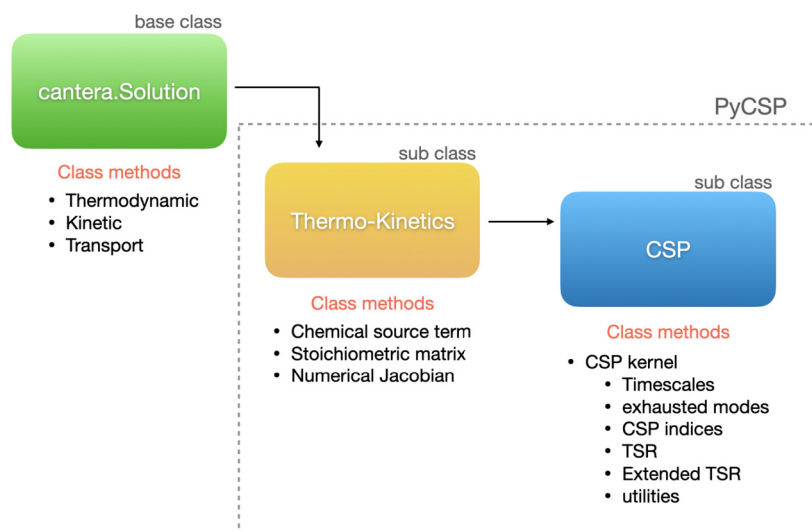 base class
cantera.Solution
Class methods
• Thermodynamic
• Kinetic
• Transport
PyCSP
sub class
Thermo-Kinetics
Class methods
• Chemical source term
• Stoichiometric matrix
• Numerical Jacobian
sub class
CSP
Class methods
• CSP kernel
• Timescales
• exhausted modes
• CSP indices
• TSR
• Extended TSR
• utilities